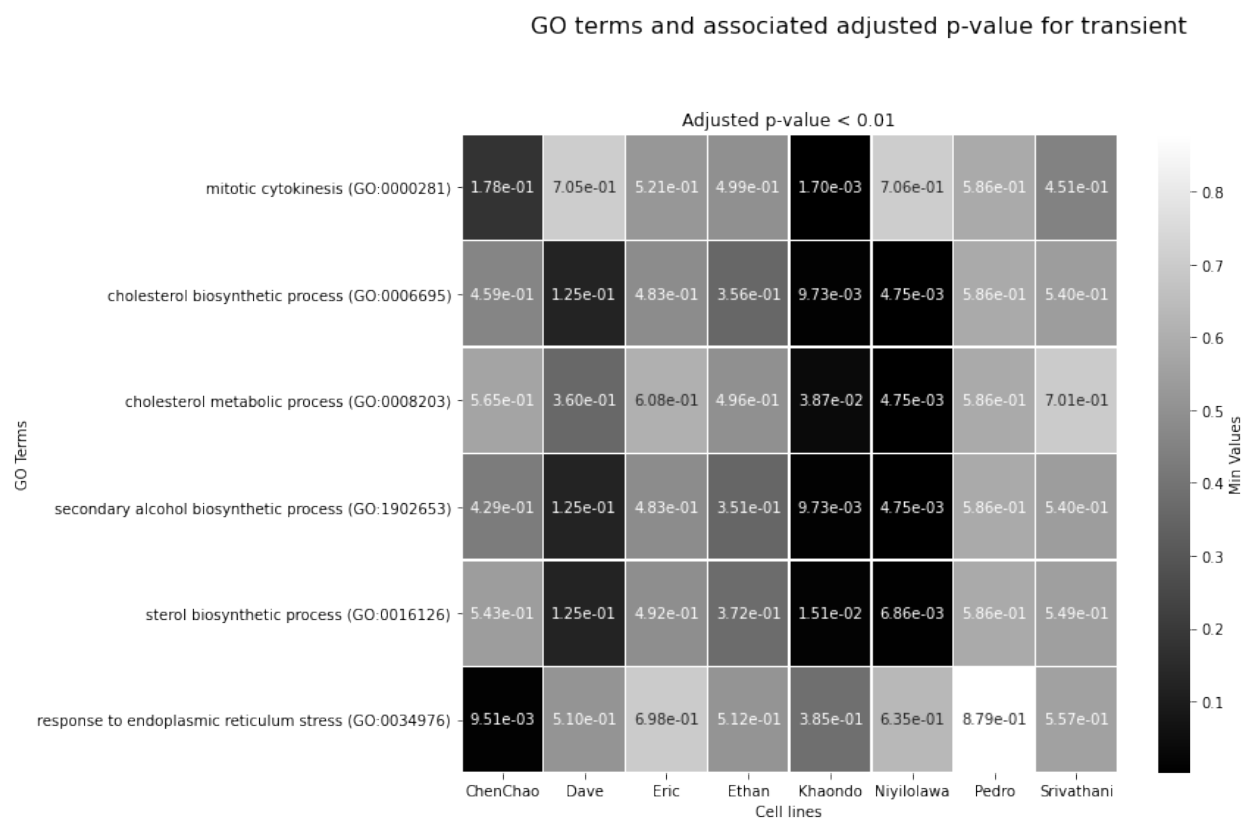 GO terms and associated adjusted p-value for transient
Adjusted p-value < 0.01
GO Terms
mitotic cytokinesis (GO:0000281) 1.78e-01 7.05e-01 5.21e-01 4.99e-01 1.70e-03 7.06e-01 5.86e-01 4.51e-01
cholesterol biosynthetic process (GO:0006695) 4.59e-01 1.25e-01 4.83e-01 3.56e-01 9.73e-03 4.75e-03 5.86e-01 5.40e-01
cholesterol metabolic process (GO:0008203) 5.65e-01 3.60e-01 6.08e-01 4.96e-01 3.87e-02 4.75e-03 5.86e-01 7.01e-01
secondary alcohol biosynthetic process (GO:1902653) 4.29e-01 1.25e-01 4.83e-01 3.51e-01 9.73e-03 4.75e-03 5.86e-01 5.40e-01
sterol biosynthetic process (GO:0016126) 5.43e-01 1.25e-01 4.92e-01 3.72e-01 1.51e-02 6.86e-03 5.86e-01 5.49e-01
response to endoplasmic reticulum stress (GO:0034976) 9.51e-03 5.10e-01 6.98e-01 5.12e-01 3.85e-01 6.35e-01 8.79e-01 5.57e-01
ChenChao Dave Eric Ethan Khaondo Niyilolawa Pedro Srivathani
Cell lines
0.8
0.7
0.6
0.5
0.4
0.3
0.2
0.1
Min Values